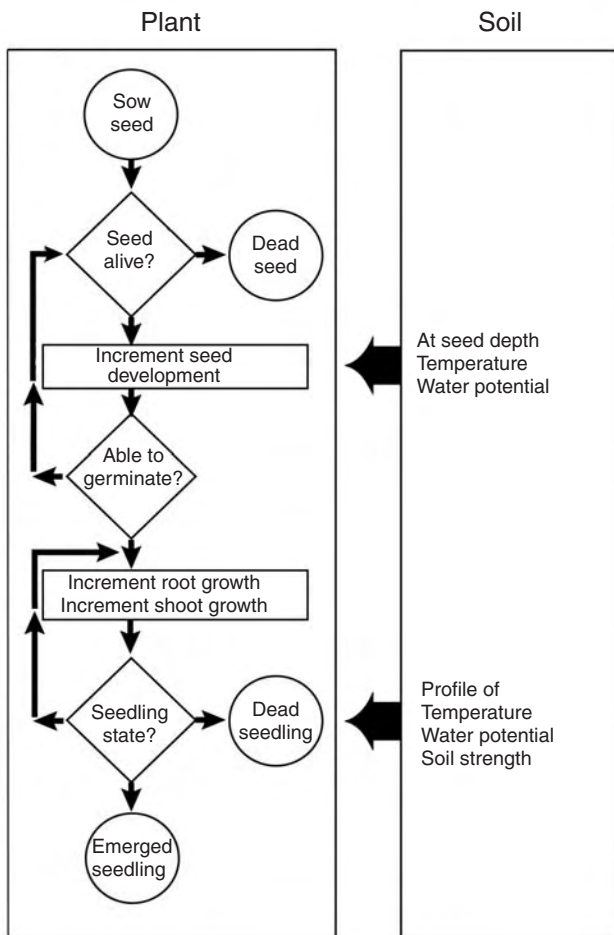 Plant
Soil
Sow
seed
Seed
alive?
Dead
seed
Increment seed
development
At seed depth
Temperature
Water potential
Able to
germinate?
Increment root growth
Increment shoot growth
Seedling
state?
Dead
seedling
Profile of
Temperature
Water potential
Soil strength
Emerged
seedling